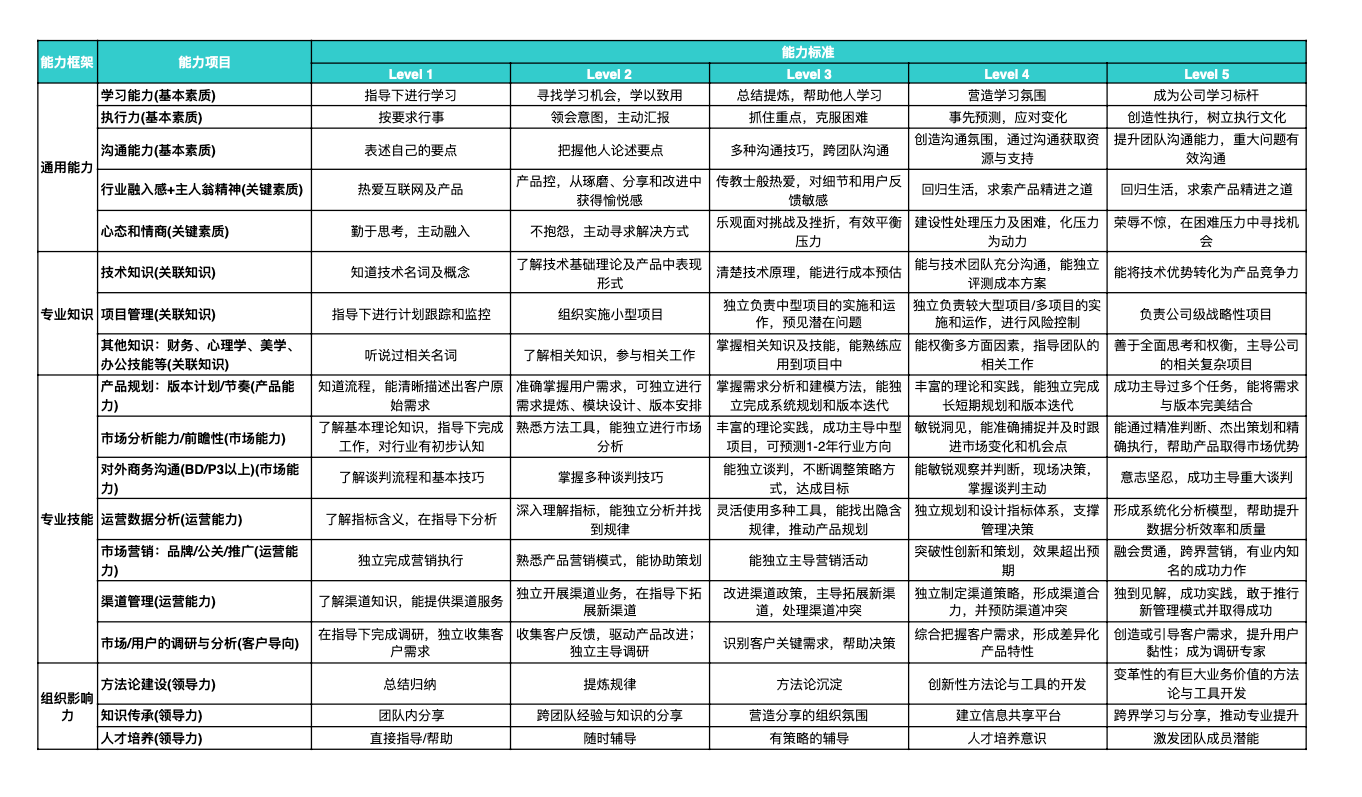 能力框架
能力项目
能力标准
Level 1
Level 2
Level 3
Level 4
Level 5
通用能力
学习能力(基本素质)
指导下进行学习
寻找学习机会，学以致用
总结提炼，帮助他人学习
营造学习氛围
成为公司学习标杆
执行力(基本素质)
按要求行事
领会意图，主动汇报
抓住重点，克服困难
事先预测，应对变化
创造性执行，树立执行文化
沟通能力(基本素质)
表述自己的要点
把握他人论述要点
多种沟通技巧，跨团队沟通
创造沟通氛围，通过沟通获取资
源与支持
提升团队沟通能力，重大问题有
效沟通
行业融入感+主人翁精神(关键素质)
热爱互联网及产品
产品控，从琢磨、分享和改进中
获得愉悦感
传教士般热爱，对细节和用户反
馈敏感
回归生活，求索产品精进之道
回归生活，求索产品精进之道
心态和情商(关键素质)
勤于思考，主动融入
不抱怨，主动寻求解决方式
乐观面对挑战及挫折，有效平衡
压力
建设性处理压力及困难，化压力
为动力
荣辱不惊，在困难压力中寻找机
会
专业知识
技术知识(关联知识)
知道技术名词及概念
了解技术基础理论及产品中表现
形式
清楚技术原理，能进行成本预估
能与技术团队充分沟通，能独立
评测成本方案
能将技术优势转化为产品竞争力
项目管理(关联知识)
指导下进行计划跟踪和监控
组织实施小型项目
独立负责中型项目的实施和运
作，预见潜在问题
独立负责较大型项目/多项目的实
施和运作，进行风险控制
负责公司级战略性项目
其他知识：财务、心理学、美学、
办公技能等(关联知识)
听说过相关名词
了解相关知识，参与相关工作
掌握相关知识及技能，能熟练应
用到项目中
能权衡多方面因素，指导团队的
相关工作
善于全面思考和权衡，主导公司
的相关复杂项目
专业技能
产品规划：版本计划/节奏(产品能
力)
知道流程，能清晰描述出客户原
始需求
准确掌握用户需求，可独立进行
需求提炼、模块设计、版本安排
掌握需求分析和建模方法，能独
立完成系统规划和版本迭代
丰富的理论和实践，能独立完成
长短期规划和版本迭代
成功主导过多个任务，能将需求
与版本完美结合
市场分析能力/前瞻性(市场能力)
了解基本理论知识，指导下完成
工作，对行业有初步认知
熟悉方法工具，能独立进行市场
分析
丰富的理论实践，成功主导中型
项目，可预测1-2年行业方向
敏锐洞见，能准确捕捉并及时跟
进市场变化和机会点
能通过精准判断、杰出策划和精
确执行，帮助产品取得市场优势
对外商务沟通(BD/P3以上)(市场能
力)
了解谈判流程和基本技巧
掌握多种谈判技巧
能独立谈判，不断调整策略方
式，达成目标
能敏锐观察并判断，现场决策，
掌握谈判主动
意志坚忍，成功主导重大谈判
运营数据分析(运营能力)
了解指标含义，在指导下分析
深入理解指标，能独立分析并找
到规律
灵活使用多种工具，能找出隐含
规律，推动产品规划
独立规划和设计指标体系，支撑
管理决策
形成系统化分析模型，帮助提升
数据分析效率和质量
市场营销：品牌/公关/推广(运营能
力)
独立完成营销执行
熟悉产品营销模式，能协助策划
能独立主导营销活动
突破性创新和策划，效果超出预
期
融会贯通，跨界营销，有业内知
名的成功力作
渠道管理(运营能力)
了解渠道知识，能提供渠道服务
独立开展渠道业务，在指导下拓
展新渠道
改进渠道政策，主导拓展新渠
道，处理渠道冲突
独立制定渠道策略，形成渠道合
力，并预防渠道冲突
独到见解，成功实践，敢于推行
新管理模式并取得成功
市场/用户的调研与分析(客户导向)
在指导下完成调研，独立收集客
户需求
收集客户反馈，驱动产品改进；
独立主导调研
识别客户关键需求，帮助决策
综合把握客户需求，形成差异化
产品特性
创造或引导客户需求，提升用户
黏性；成为调研专家
组织影响
力
方法论建设(领导力)
总结归纳
提炼规律
方法论沉淀
创新性方法论与工具的开发
变革性的有巨大业务价值的方法
论与工具开发
知识传承(领导力)
团队内分享
跨团队经验与知识的分享
营造分享的组织氛围
建立信息共享平台
跨界学习与分享，推动专业提升
人才培养(领导力)
直接指导/帮助
随时辅导
有策略的辅导
人才培养意识
激发团队成员潜能